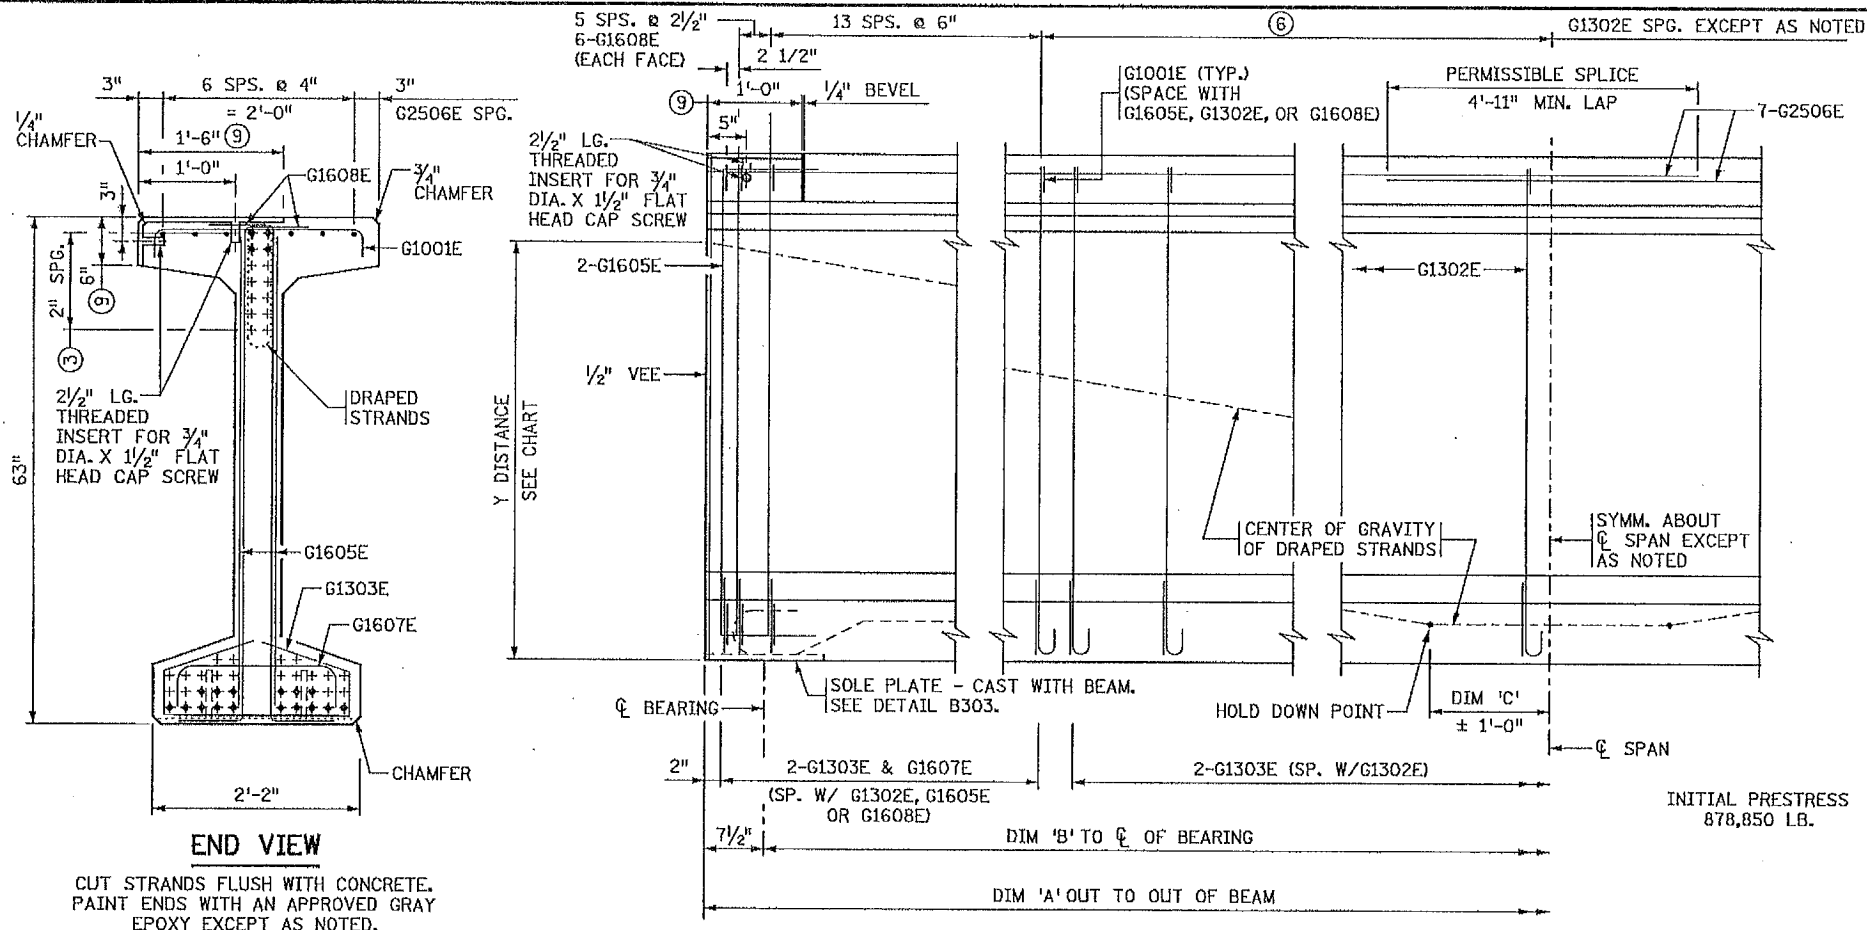 3"
6 SPS. @ 4"
= 2'-0"
3"
G2506E SPG.
1/4"
CHAMFER
1'-6"
9
1'-0"
G1608E
3/4"
CHAMFER
3"
G1001E
2" SPG.
6"
9
3
63"
2 1/2" LG.
THREADED
INSERT FOR 3/4"
DIA. X 1 1/2" FLAT
HEAD CAP SCREW
DRAPED
STRANDS
G1605E
G1303E
G1607E
CHAMFER
2'-2"
END VIEW
CUT STRANDS FLUSH WITH CONCRETE.
PAINT ENDS WITH AN APPROVED GRAY
EPOXY EXCEPT AS NOTED.
5 SPS. @ 2 1/2"
6-G1608E
(EACH FACE)
13 SPS. @ 6"
6
G1302E SPG. EXCEPT AS NOTED
2 1/2"
1'-0"
1/4" BEVEL
9
5"
G1001E (TYP.)
(SPACE WITH
G1605E, G1302E, OR G1608E)
PERMISSIBLE SPLICE
4'-11" MIN. LAP
7-G2506E
2 1/2" LG.
THREADED
INSERT FOR 3/4"
DIA. X 1 1/2" FLAT
HEAD CAP SCREW
2-G1605E
G1302E
1/2" VEE
Y DISTANCE
SEE CHART
CENTER OF GRAVITY
OF DRAPED STRANDS
SYMM. ABOUT
℄ SPAN EXCEPT
AS NOTED
SOLE PLATE - CAST WITH BEAM.
SEE DETAIL B303.
℄ BEARING
HOLD DOWN POINT
DIM 'C'
± 1'-0"
℄ SPAN
2"
2-G1303E & G1607E
(SP. W/ G1302E, G1605E
OR G1608E)
2-G1303E (SP. W/G1302E)
INITIAL PRESTRESS
878,850 LB.
7 1/2"
DIM 'B' TO ℄ OF BEARING
DIM 'A' OUT TO OUT OF BEAM